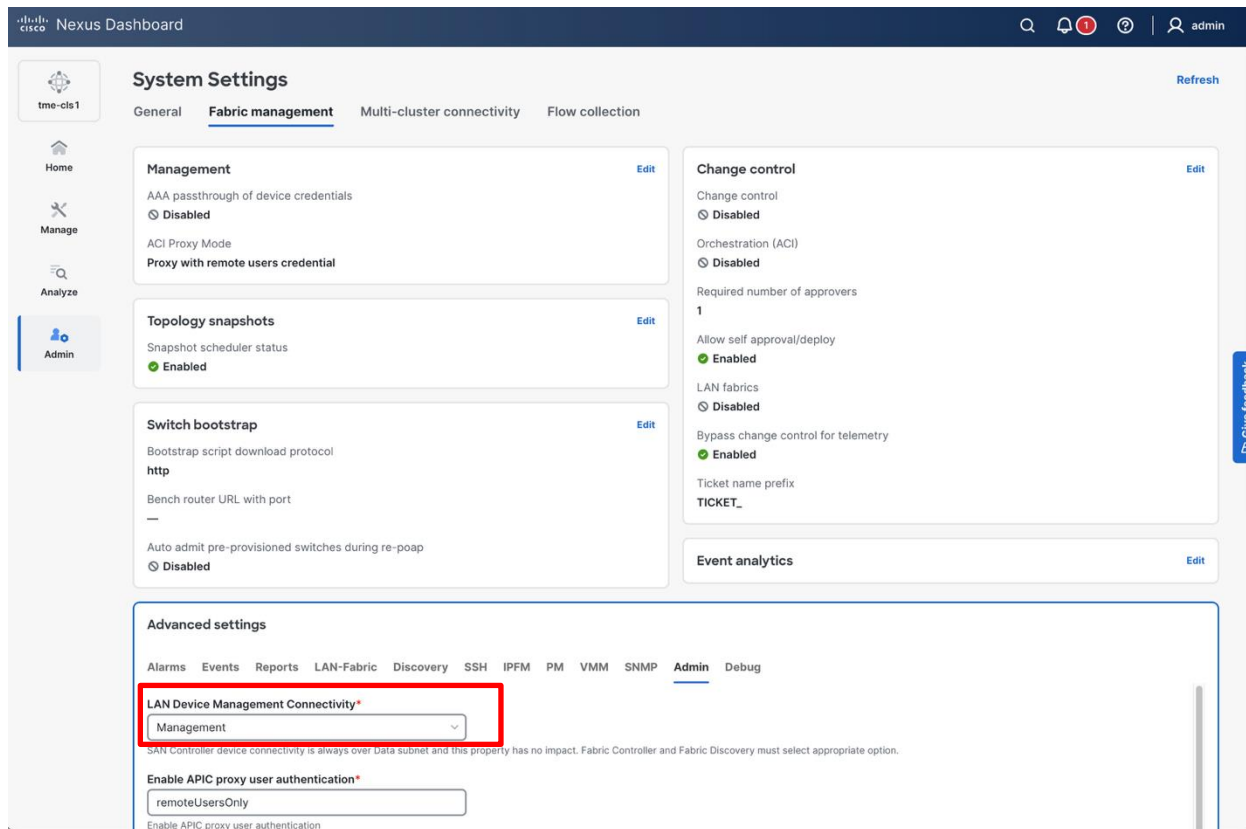 cisco Nexus Dashboard
1
admin
tme-cls1
Home
Manage
Analyze
Admin
System Settings
Refresh
General Fabric management Multi-cluster connectivity Flow collection
Management Edit
AAA passthrough of device credentials
Disabled
ACI Proxy Mode
Proxy with remote users credential
Topology snapshots Edit
Snapshot scheduler status
Enabled
Switch bootstrap Edit
Bootstrap script download protocol
http
Bench router URL with port
—
Auto admit pre-provisioned switches during re-poap
Disabled
Change control Edit
Change control
Disabled
Orchestration (ACI)
Disabled
Required number of approvers
1
Allow self approval/deploy
Enabled
LAN fabrics
Disabled
Bypass change control for telemetry
Enabled
Ticket name prefix
TICKET_
Event analytics Edit
Give feedback
Advanced settings
Alarms Events Reports LAN-Fabric Discovery SSH IPFM PM VMM SNMP Admin Debug
LAN Device Management Connectivity*
Management
SAN Controller device connectivity is always over Data subnet and this property has no impact. Fabric Controller and Fabric Discovery must select appropriate option.
Enable APIC proxy user authentication*
remoteUsersOnly
Enable APIC proxy user authentication